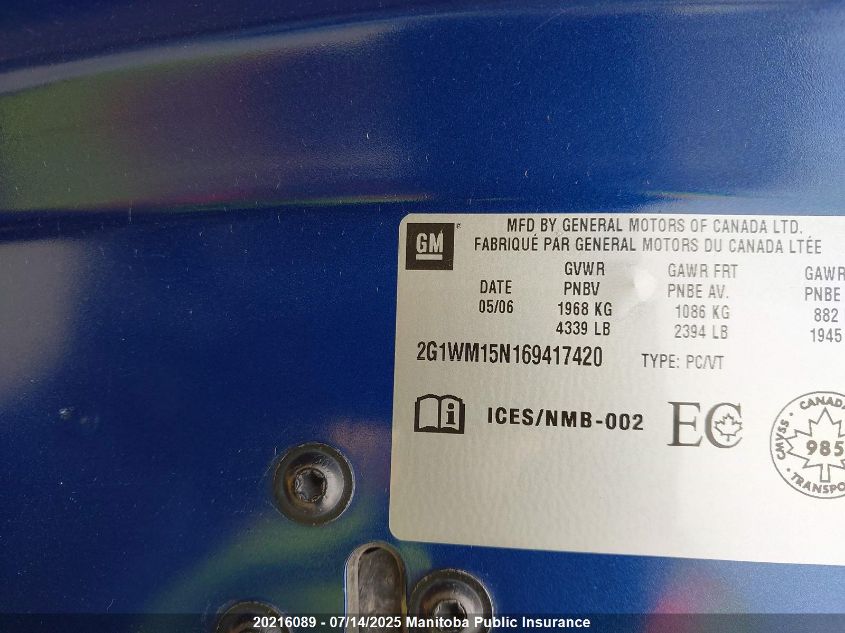 GM
MFD BY GENERAL MOTORS OF CANADA LTD.
FABRIQUÉ PAR GENERAL MOTORS DU CANADA LTÉE
GVWR GAWR FRT GAWR
DATE PNBV PNBE AV. PNBE
05/06 1968 KG 1086 KG 882
4339 LB 2394 LB 1945
2G1WM15N169417420 TYPE: PC/VT
i ICES/NMB-002 EC
CANADA
CMVSS 985
TRANSPO
20216089 - 07/14/2025 - Manitoba Public Insurance